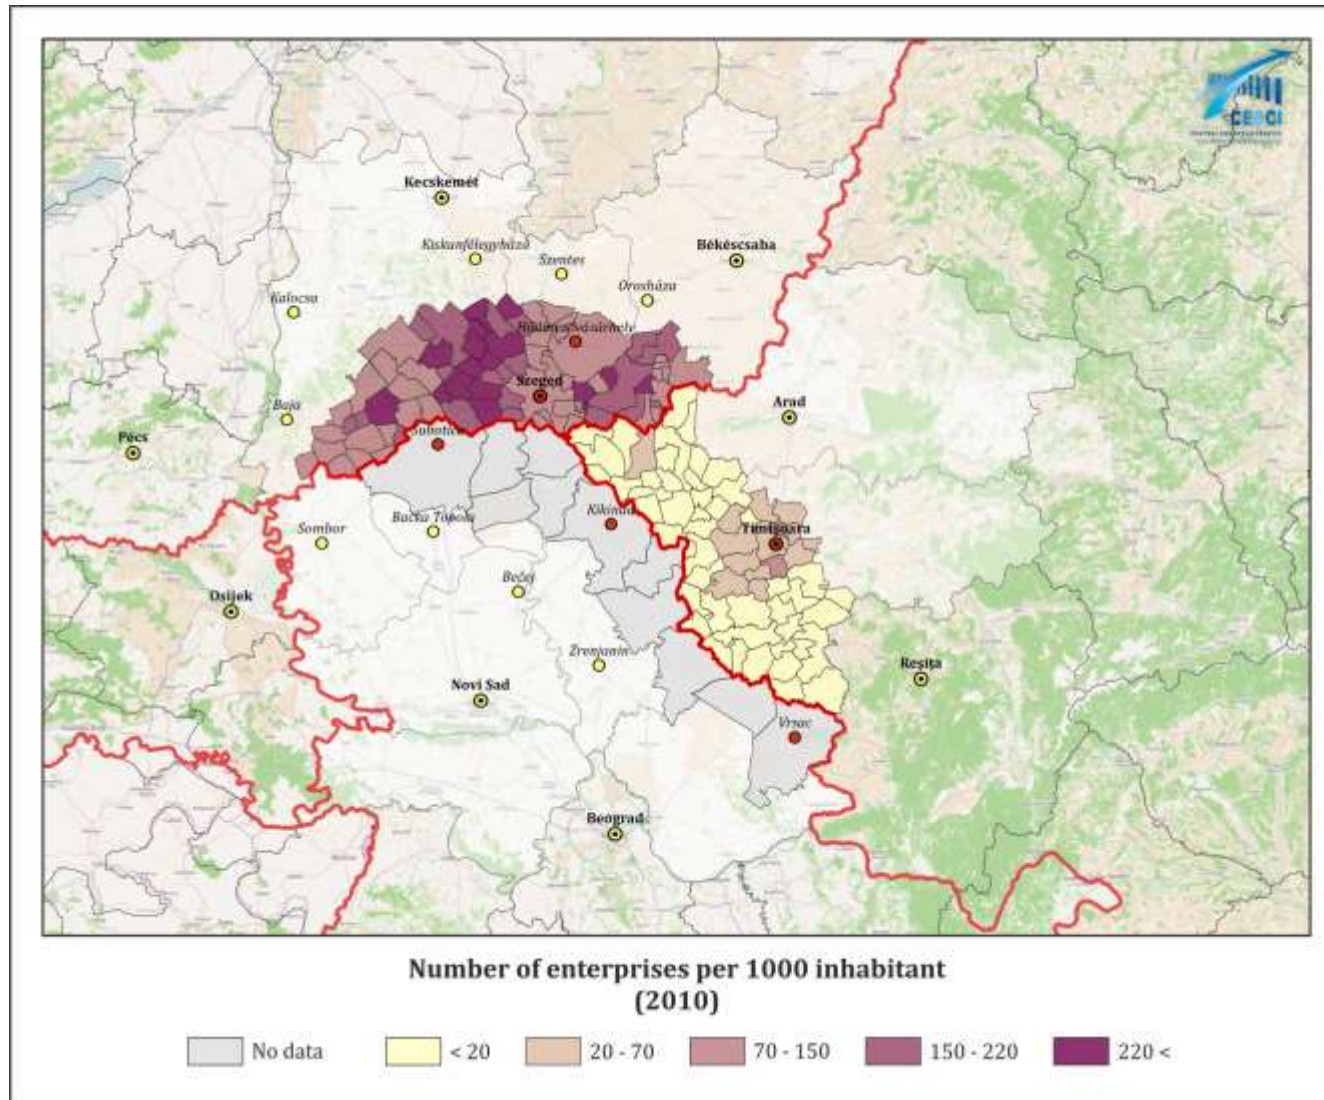 CESCI
Kecskemét
Kiskunfélegyháza
Békéscsaba
Szentes
Orosháza
Kalocsa
Hódmezővásárhely
Szeged
Baja
Arad
Pécs
Subotica
Kikinda
Sombor
Bačka Topola
Timișoara
Bečej
Osijek
Zrenjanin
Reșița
Novi Sad
Vrsac
Beograd
Number of enterprises per 1000 inhabitant
(2010)
No data
< 20
20 - 70
70 - 150
150 - 220
220 <